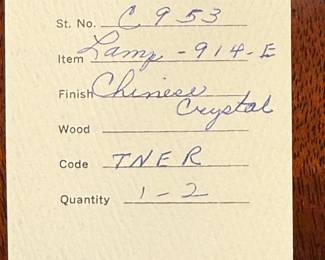 St. No. C 953
Item Lamp - 914-E
Finish Chinese
Crystal
Wood
Code TNER
Quantity 1-2